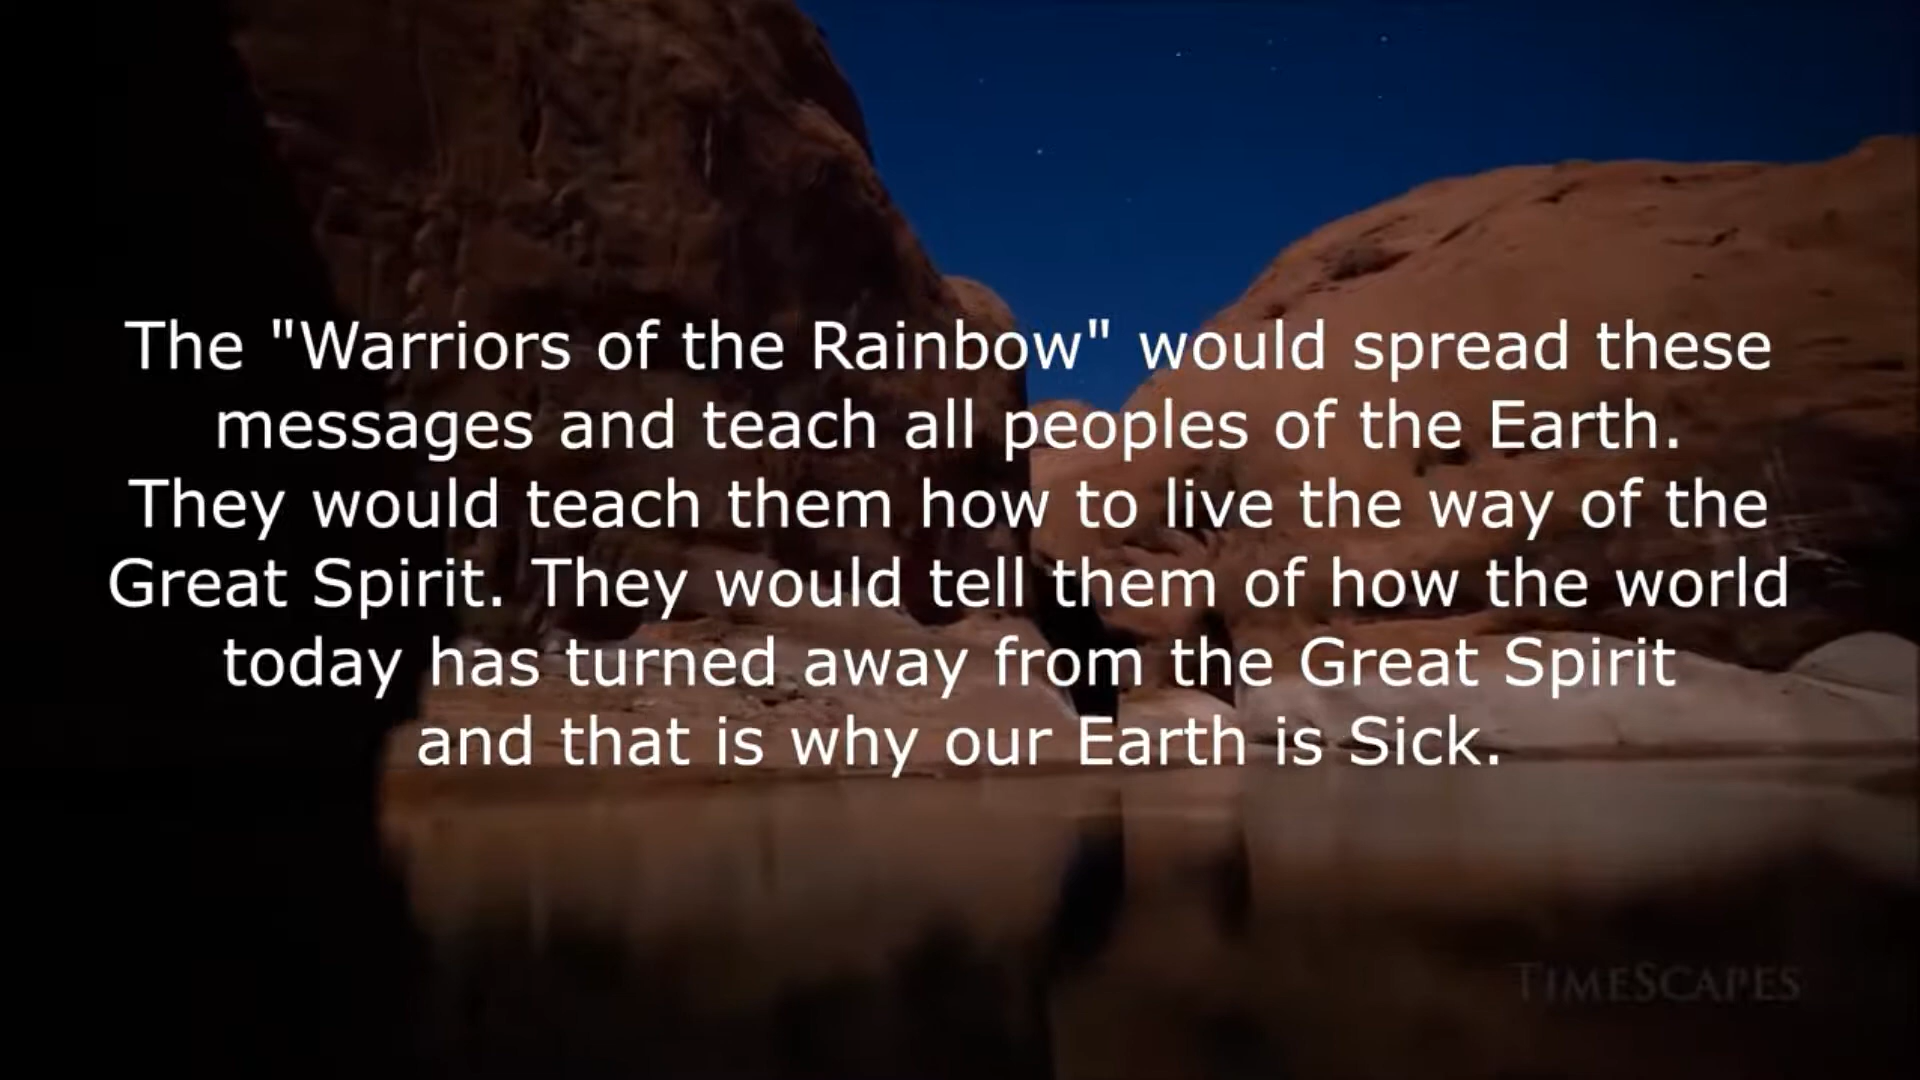 The "Warriors of the Rainbow" would spread these
messages and teach all peoples of the Earth.
They would teach them how to live the way of the
Great Spirit. They would tell them of how the world
today has turned away from the Great Spirit
and that is why our Earth is Sick.
TIMESCAPES